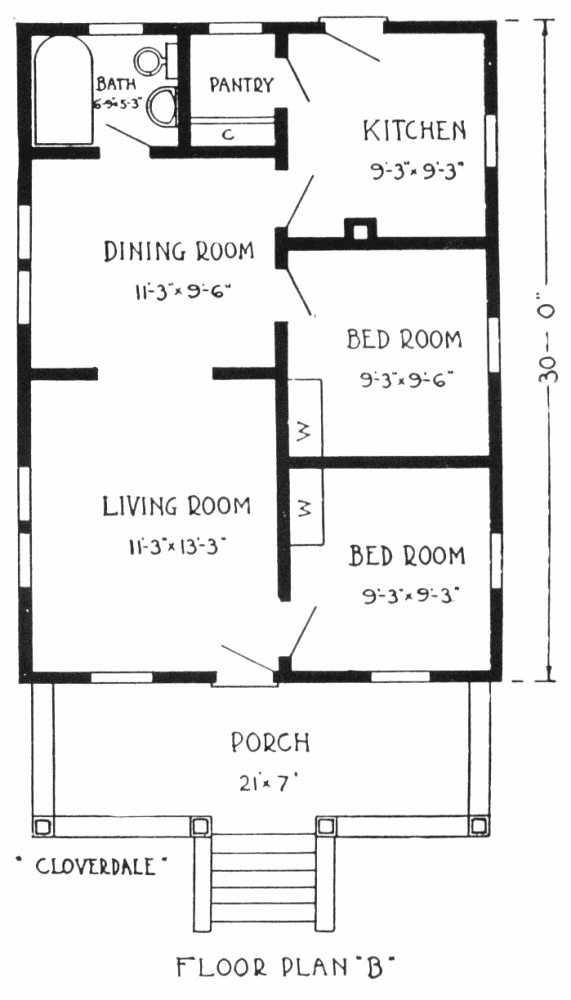 BATH
6'-9"x5'-3"
PANTRY
C
KITCHEN
9'-3"x9'-3"
DINING ROOM
11'-3"x9'-6"
BED ROOM
9'-3"x9'-6"
W
30'-0"
W
LIVING ROOM
11'-3"x13'-3"
BED ROOM
9'-3"x9'-3"
PORCH
21'x7'
"CLOVERDALE"
FLOOR PLAN "B"